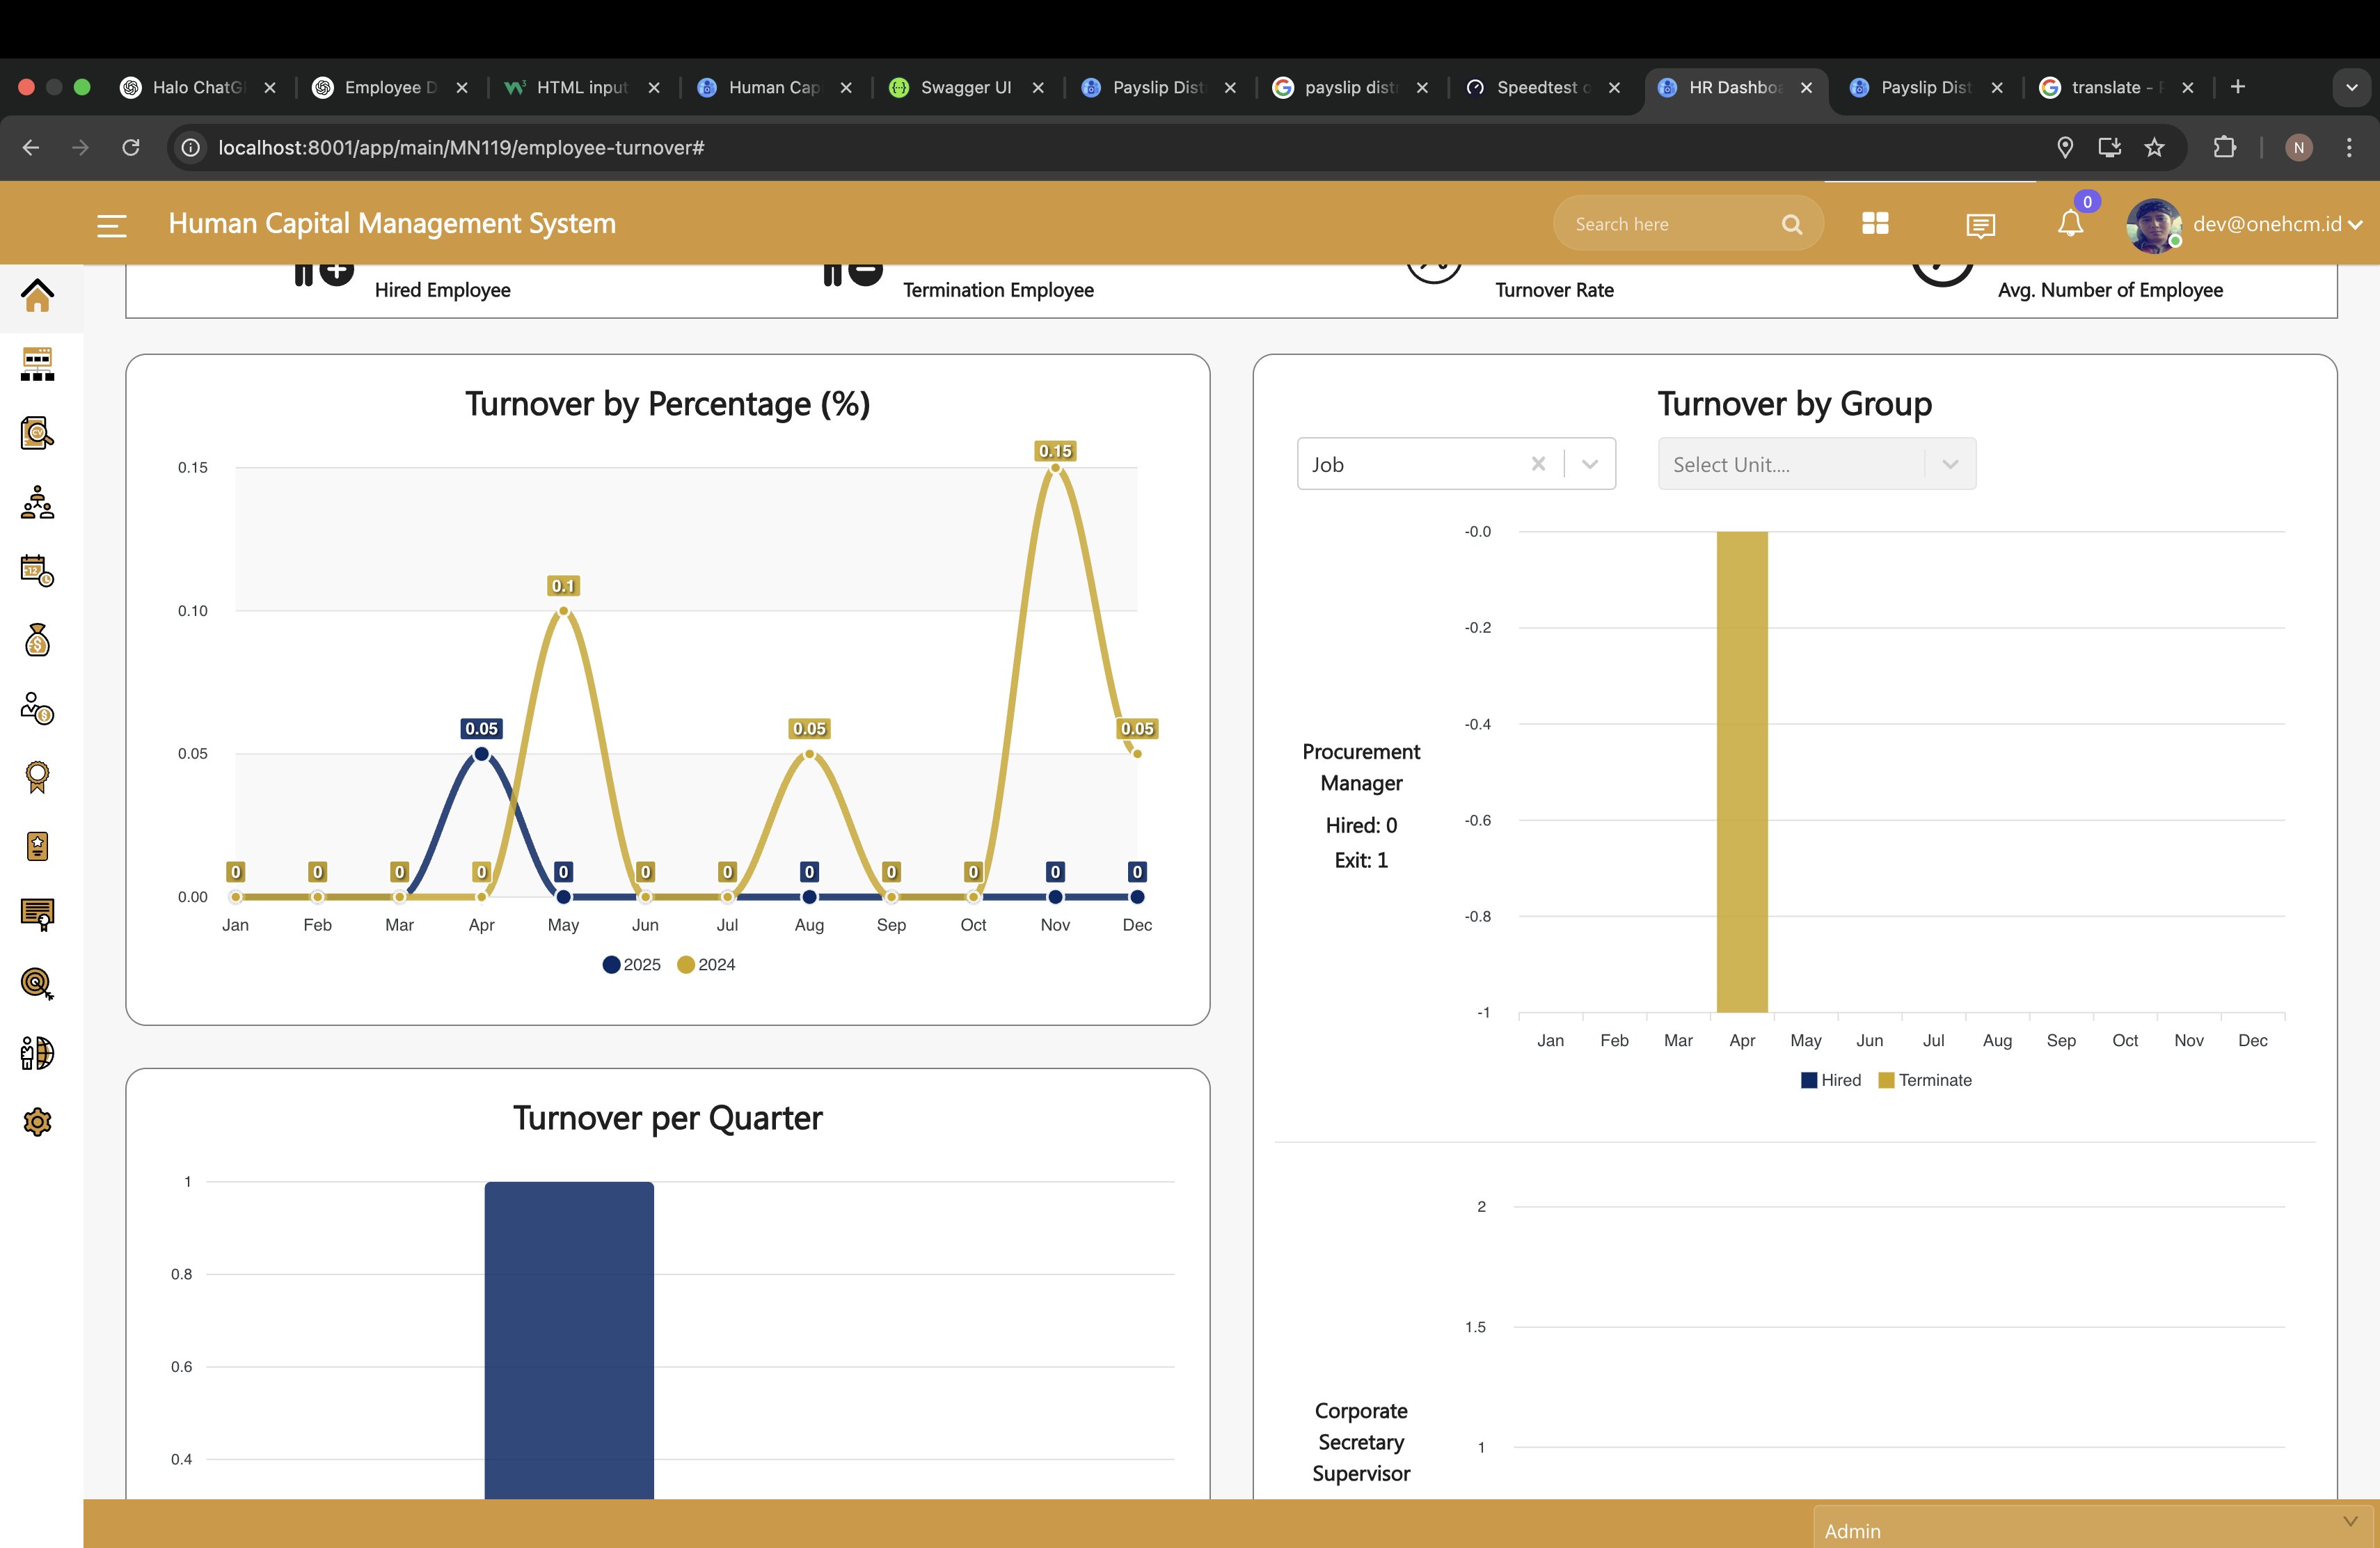 Halo ChatG
Employee D
HTML input
Human Cap
Swagger UI
Payslip Dist
payslip dist
Speedtest o
HR Dashboa
Payslip Dist
translate -
localhost:8001/app/main/MN119/employee-turnover#
N
Human Capital Management System
Search here
0
dev@onehcm.id
Hired Employee
Termination Employee
Turnover Rate
Avg. Number of Employee
Turnover by Percentage (%)
0.15
0.10
0.05
0.00
0.15
0.1
0.05
0.05
0.05
0 0 0 0 0 0 0 0 0 0 0 0
Jan Feb Mar Apr May Jun Jul Aug Sep Oct Nov Dec
2025 2024
Turnover by Group
Job
Select Unit....
-0.0
-0.2
-0.4
-0.6
-0.8
-1
Procurement
Manager
Hired: 0
Exit: 1
Jan Feb Mar Apr May Jun Jul Aug Sep Oct Nov Dec
Hired Terminate
Turnover per Quarter
1
0.8
0.6
0.4
2
1.5
1
Corporate
Secretary
Supervisor
Admin